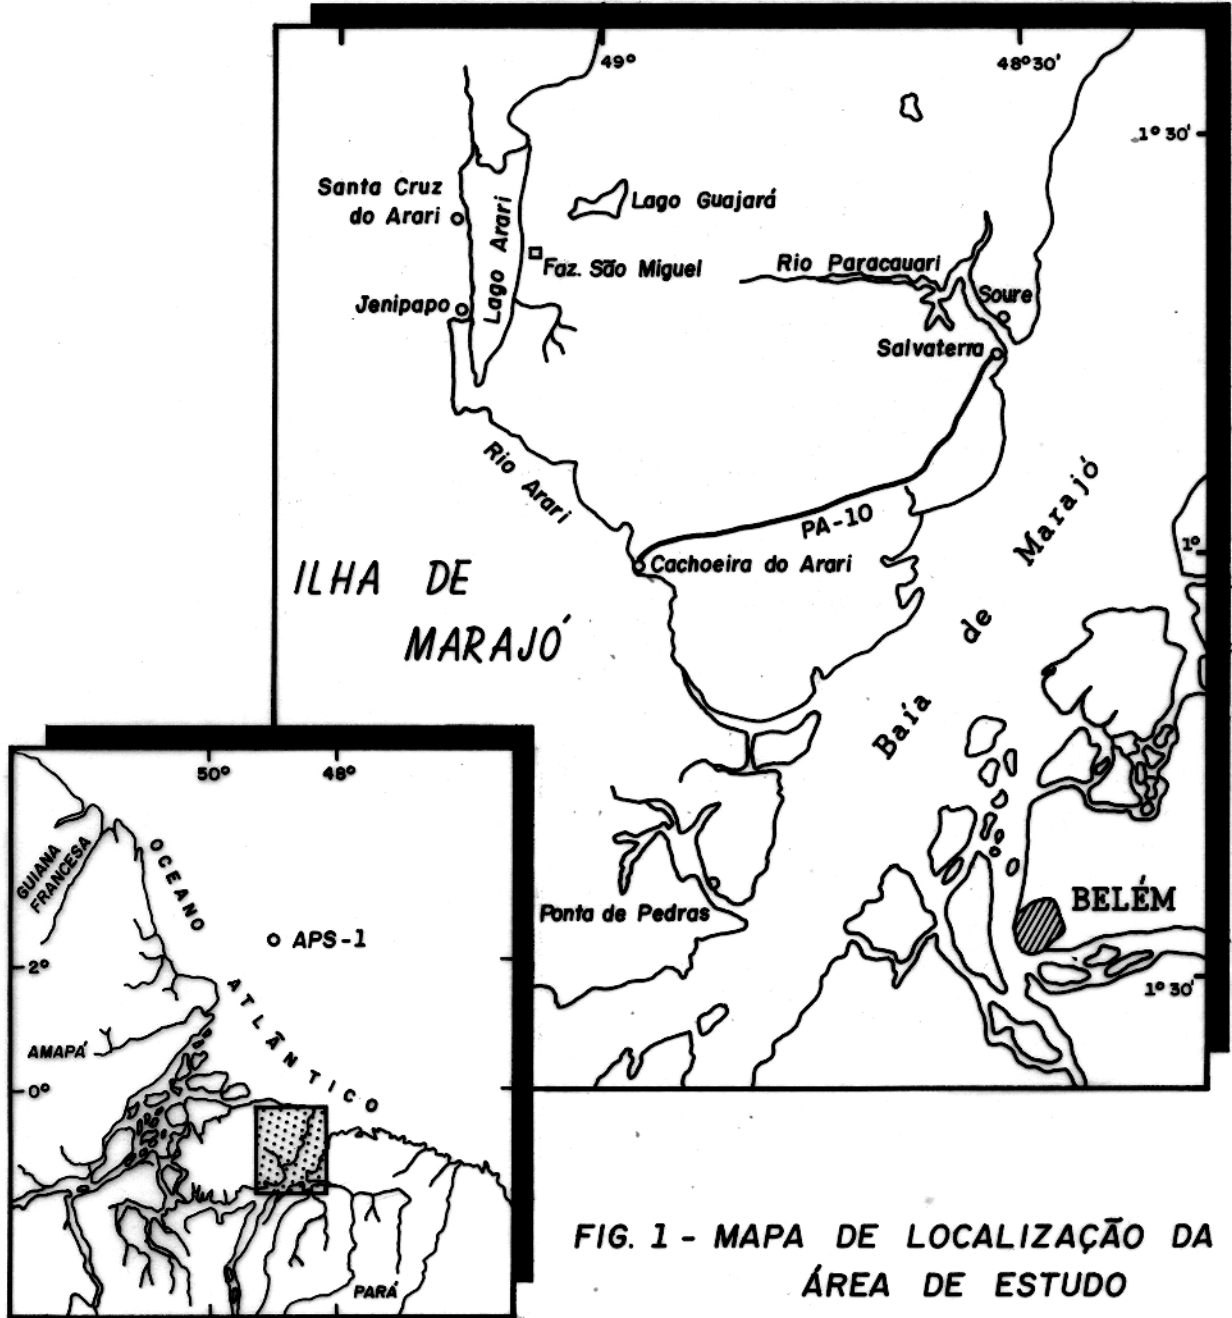 49°
48°30'
1° 30'
Santa Cruz
do Arari
Lago Arari
Lago Guajará
Faz. São Miguel
Rio Paracauari
Soure
Jenipapo
Salvaterra
Rio Arari
PA-10
Baía de Marajó
1°
Cachoeira do Arari
ILHA DE
MARAJÓ
Ponta de Pedras
BELÉM
1° 30'
50°
48°
GUIANA
FRANCESA
OCEANO
ATLÂNTICO
APS-1
2°
AMAPÁ
0°
PARÁ
FIG. 1 - MAPA DE LOCALIZAÇÃO DA
ÁREA DE ESTUDO